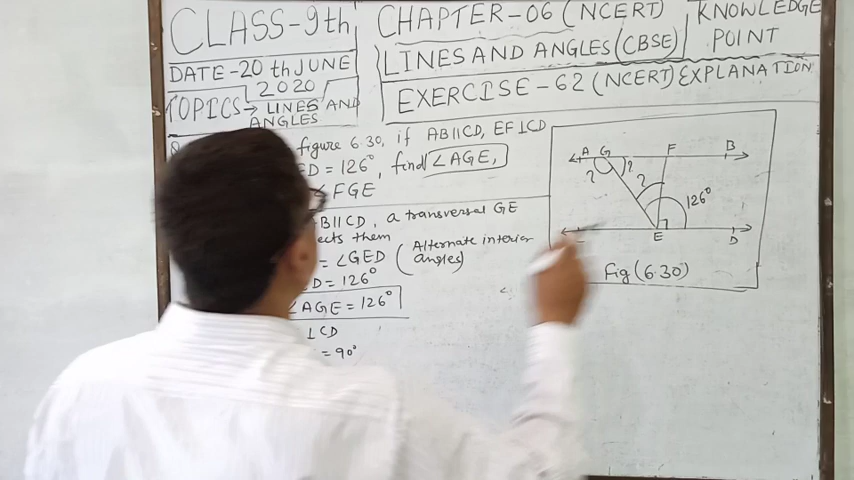 CLASS-9th
DATE-20 th JUNE
2020
TOPICS → LINES AND
ANGLES
CHAPTER-06 (NCERT)
LINES AND ANGLES (CBSE)
KNOWLEDGE
POINT
EXERCISE-62 (NCERT) EXPLANATION
figure 6.30, if AB||CD, EF⊥CD
ED = 126°, find ∠AGE,
∠FGE
AB||CD, a transversal GE
ects them
= ∠GED (Alternate interior
angles)
D = 126°
∠AGE = 126°
⊥CD
= 90°
A G F B
? ? ?
126°
E D
Fig (6.30)